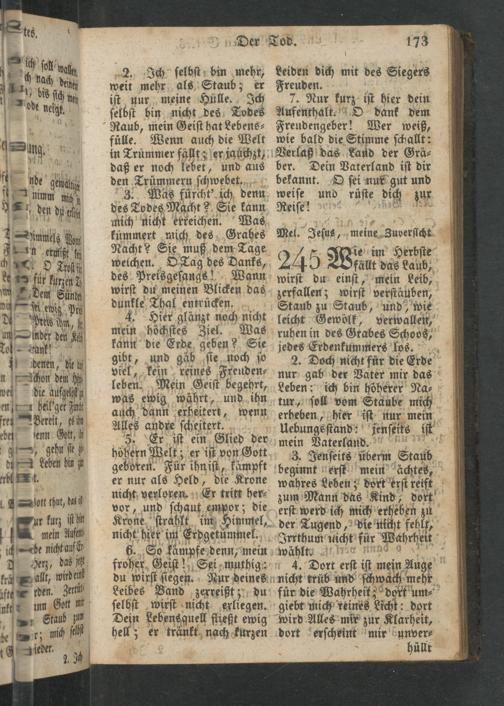 Der Tod.
173
2. Ich selbst bin mehr,
weit mehr als Staub; er
ist nur meine Hülle. Ich
selbst bin nicht des Todes
Raub, mein Geist hat Lebens-
fülle. Wenn auch die Welt
in Trümmer fällt; er jauchzt,
daß er noch lebet, und aus
den Trümmern schwebet.
3. Was fürcht' ich denn
des Todes Macht? Sie kann
mich nicht erreichen. Was
kümmert mich des Grabes
Nacht? Sie muß dem Tage
weichen. O Tag des Danks,
des Preisgesangs! Wann
wirst du meinen Blicken das
dunkle Thal entrücken.
4. Hier glänzt noch nicht
mein höchstes Ziel. Was
kann die Erde geben? Sie
gibt, und gäb sie noch so
viel, kein reines Freuden-
leben. Mein Geist begehrt,
was ewig währt, und ihn
auch dann erheitert, wenn
Alles andre scheitert.
5. Er ist ein Glied der
höhern Welt; er ist von Gott
geboren. Für ihn ist, kämpft
er nur als Held, die Krone
nicht verloren. Er tritt her-
vor, und schaut empor; die
Krone strahlt im Himmel,
nicht hier im Erdgetümmel.
6. So kämpfe denn, mein
froher Geist! Sei muthig:
du wirst siegen. Nur deines
Leibes Band zerreißt; du
selbst wirst nicht erliegen.
Dein Lebensquell fließt ewig
hell; er tränkt nach kurzen
Leiden dich mit des Siegers
Freuden.
7. Nur kurz ist hier dein
Aufenthalt. O dank dem
Freudengeber! Wer weiß,
wie bald die Stimme schallt:
Verlaß das Land der Grä-
ber. Dein Vaterland ist dir
bekannt. O sei nur gut und
weise und rüste dich zur
Reise!
Mel. Jesus, meine Zuversicht
245 Wie im Herbste
fällt das Laub,
wirst du einst, mein Leib,
zerfallen; wirst verstäuben,
Staub zu Staub, und, wie
leicht Gewölk, verwallen,
ruhen in des Grabes Schoos,
jedes Erdenkummers los.
2. Doch nicht für die Erde
nur gab der Vater mir das
Leben: ich bin höherer Na-
tur, soll vom Staube mich
erheben, hier ist nur mein
Uebungsstand: jenseits ist
mein Vaterland.
3. Jenseits überm Staub
beginnt erst mein ächtes,
wahres Leben; dort erst reift
zum Mann das Kind, dort
erst werd ich mich erheben zu
der Tugend, die nicht fehlt,
Irrthum nicht für Wahrheit
wählt.
4. Dort erst ist mein Auge
nicht trüb und schwach mehr
für die Wahrheit; dort um-
giebt mich reines Licht: dort
wird Alles mir zur Klarheit,
dort erscheint mir unver-
hüllt